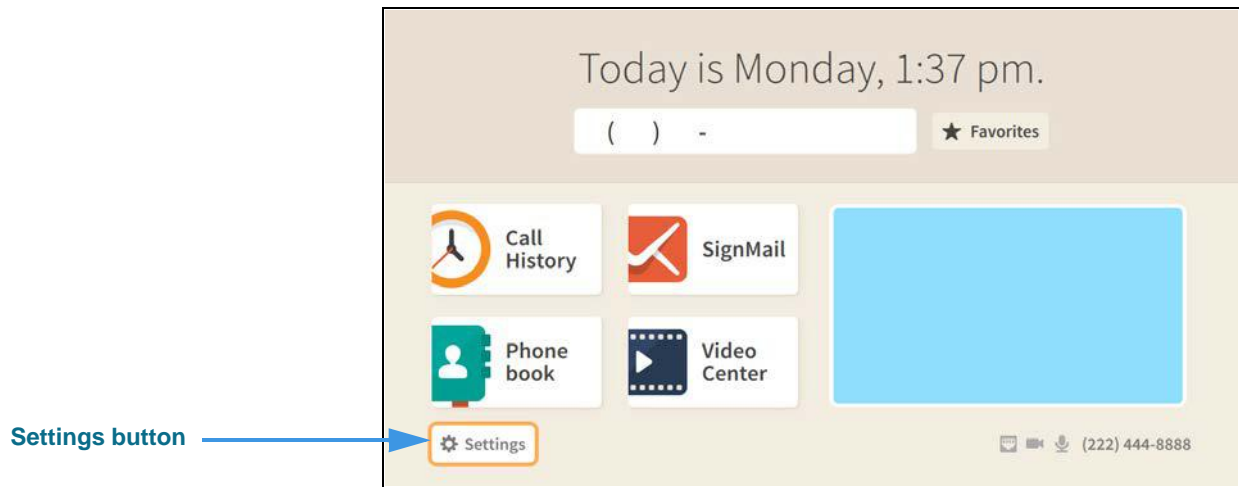 Today is Monday, 1:37 pm.
( ) -
★ Favorites
Call
History
SignMail
Phone
book
Video
Center
Settings button
Settings
(222) 444-8888